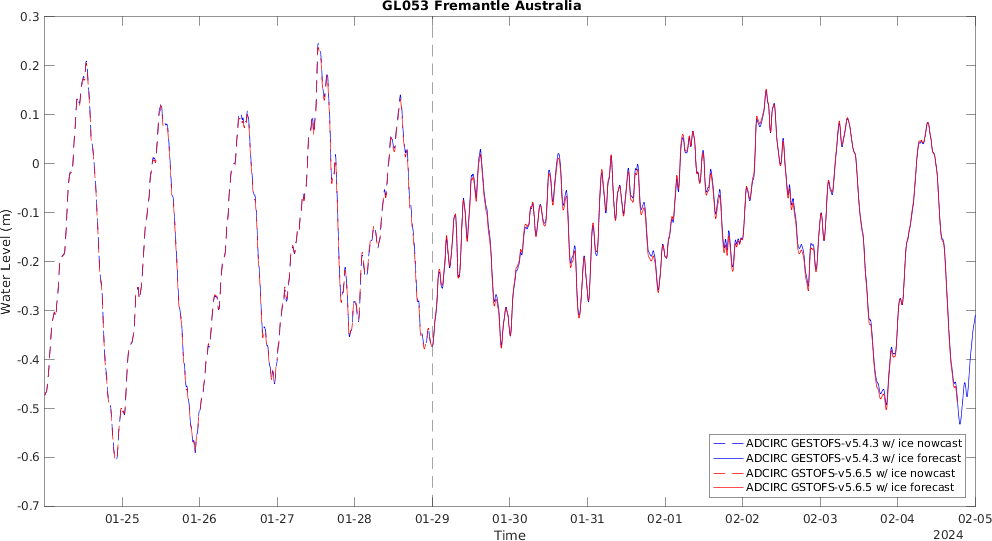 GL053 Fremantle Australia
Water Level (m)
0.3
0.2
0.1
0
-0.1
-0.2
-0.3
-0.4
-0.5
-0.6
-0.7
ADCIRC GESTOFS-v5.4.3 w/ ice nowcast
ADCIRC GESTOFS-v5.4.3 w/ ice forecast
ADCIRC GSTOFS-v5.6.5 w/ ice nowcast
ADCIRC GSTOFS-v5.6.5 w/ ice forecast
01-25 01-26 01-27 01-28 01-29 01-30 01-31 02-01 02-02 02-03 02-04 02-05
Time
2024